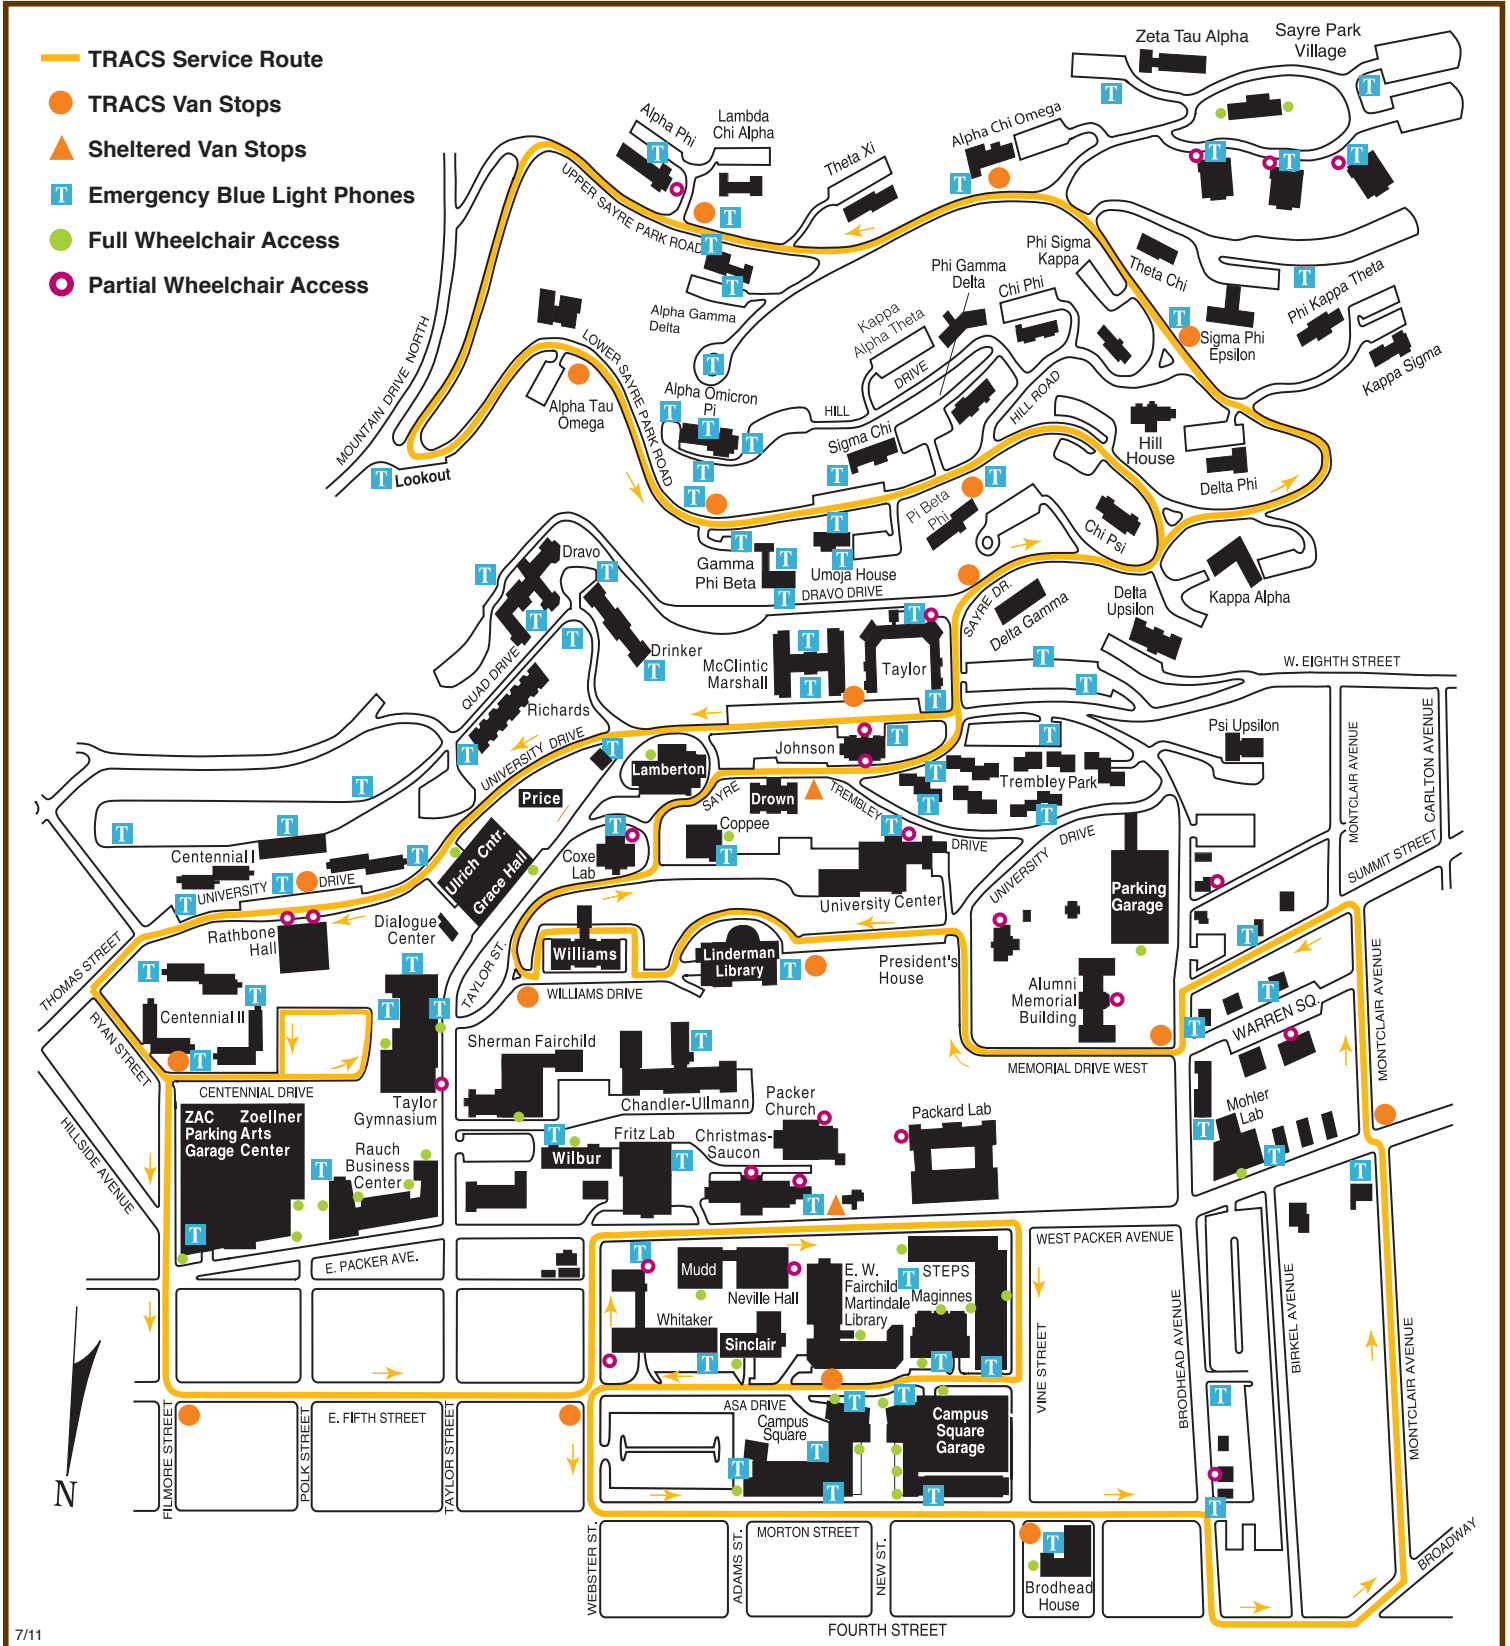 TRACS Service Route
TRACS Van Stops
Sheltered Van Stops
T Emergency Blue Light Phones
Full Wheelchair Access
Partial Wheelchair Access
Zeta Tau Alpha
Sayre Park
Village
Alpha Phi
Lambda
Chi Alpha
Theta Xi
Alpha Chi Omega
UPPER SAYRE PARK ROAD
Phi Sigma
Kappa
Theta Chi
Phi Kappa Theta
Sigma Phi
Epsilon
Kappa Sigma
Phi Gamma
Delta
Chi Phi
Kappa
Alpha Theta
Alpha Gamma
Delta
MOUNTAIN DRIVE NORTH
LOWER SAYRE PARK ROAD
Alpha Tau
Omega
Alpha Omicron
Pi
HILL
DRIVE
HILL ROAD
Sigma Chi
Hill
House
Delta Phi
Lookout
Pi Beta
Phi
Chi Psi
Gamma
Phi Beta
Umoja House
DRAVO DRIVE
Dravo
Drinker
QUAD DRIVE
Richards
McClintic
Marshall
Taylor
SAYRE DR.
Delta Gamma
Delta
Upsilon
Kappa Alpha
W. EIGHTH STREET
Psi Upsilon
MONTCLAIR AVENUE
CARLTON AVENUE
UNIVERSITY DRIVE
Johnson
Lamberton
Price
SAYRE
Drown
TREMBLEY
DRIVE
Trembley Park
Coppee
Coxe
Lab
Ulrich Cntr.
Grace Hall
University Center
UNIVERSITY
DRIVE
Parking
Garage
SUMMIT STREET
Centennial I
UNIVERSITY
DRIVE
Rathbone
Hall
Dialogue
Center
THOMAS STREET
TAYLOR ST.
Williams
Linderman
Library
WILLIAMS DRIVE
President's
House
Alumni
Memorial
Building
WARREN SQ.
MONTCLAIR AVENUE
Centennial II
RYAN STREET
CENTENNIAL DRIVE
Taylor
Gymnasium
Sherman Fairchild
Chandler-Ullmann
MEMORIAL DRIVE WEST
Mohler
Lab
HILLSIDE AVENUE
ZAC
Parking
Garage
Zoellner
Arts
Center
Rauch
Business
Center
Wilbur
Fritz Lab
Christmas-
Saucon
Packer
Church
Packard Lab
E. PACKER AVE.
WEST PACKER AVENUE
Mudd
Neville Hall
Whitaker
Sinclair
E. W.
Fairchild
Martindale
Library
STEPS
Maginnes
VINE STREET
BRODHEAD AVENUE
BIRKEL AVENUE
MONTCLAIR AVENUE
ASA DRIVE
Campus
Square
Campus
Square
Garage
E. FIFTH STREET
FILMORE STREET
POLK STREET
TAYLOR STREET
N
WEBSTER ST.
ADAMS ST.
MORTON STREET
NEW ST.
Brodhead
House
BROADWAY
FOURTH STREET
7/11